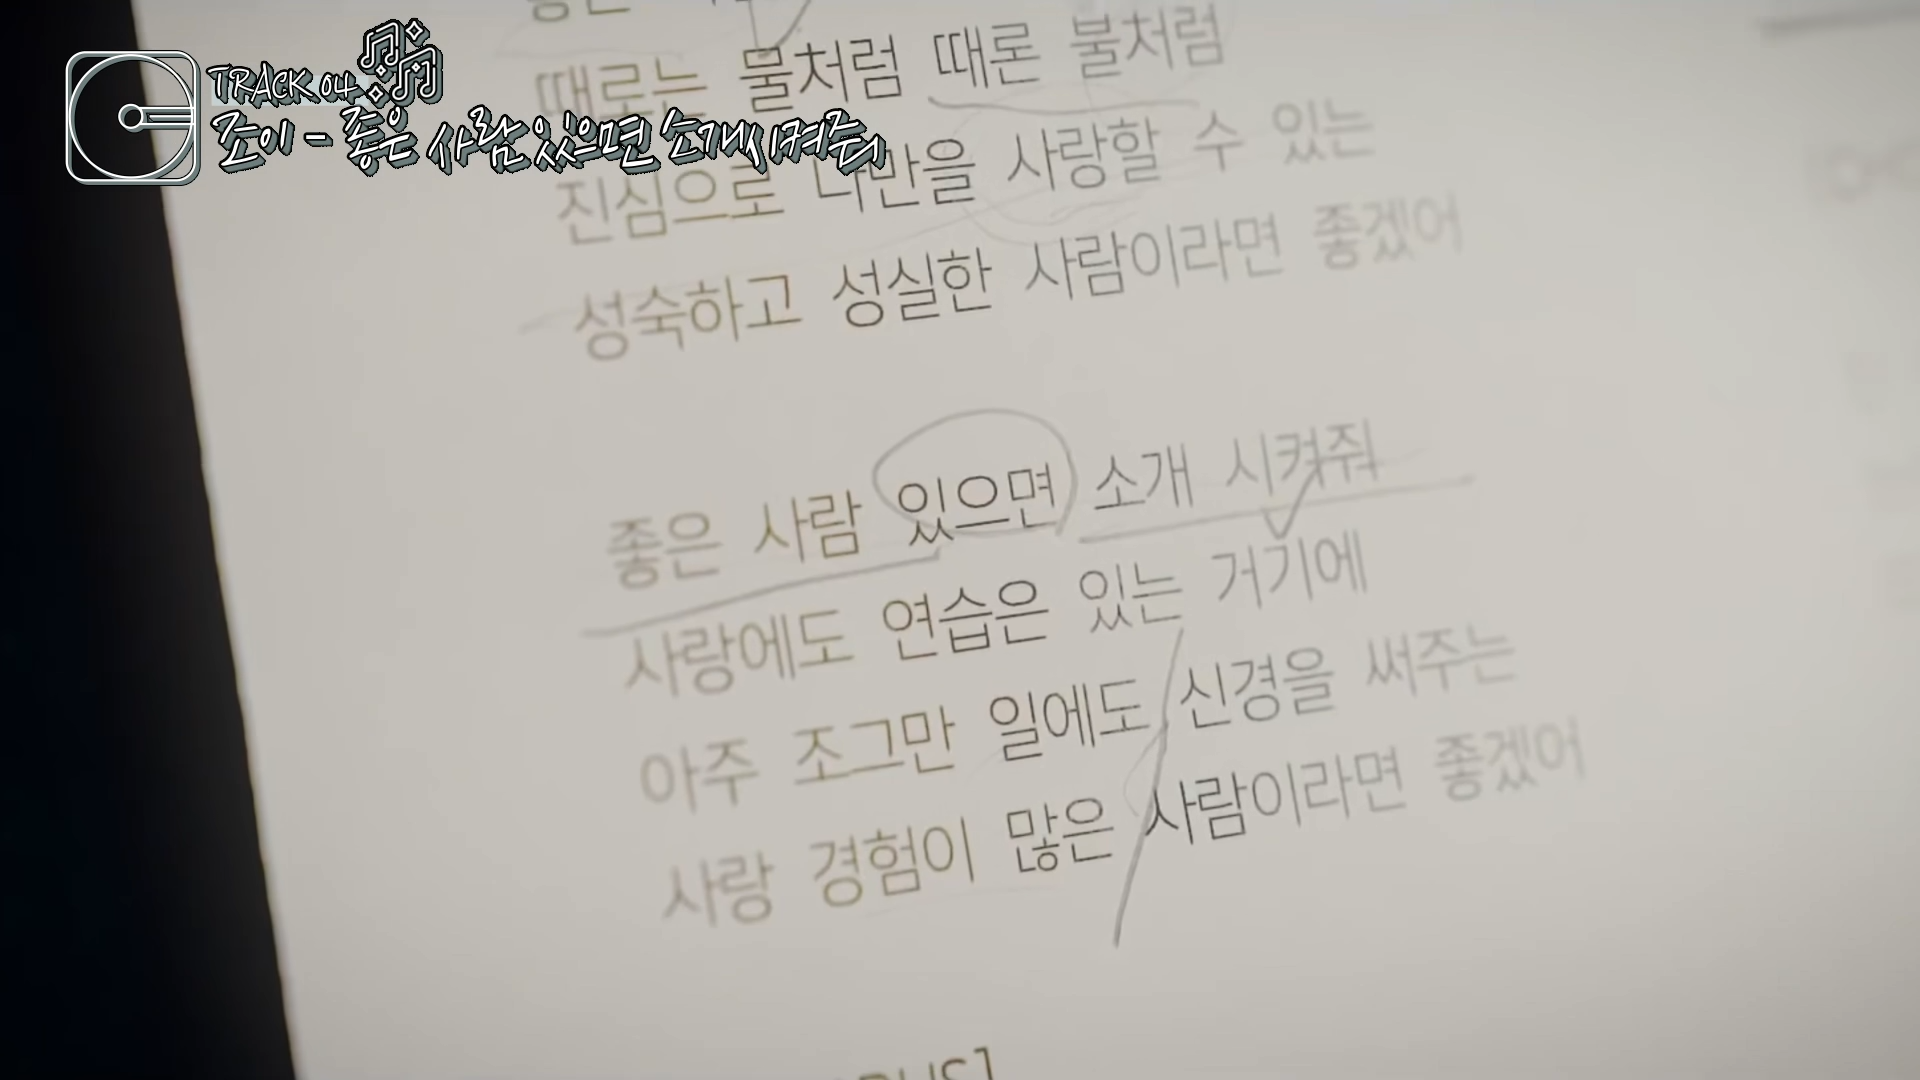 TRACK 04
조이 - 좋은 사람 있으면 소개시켜줘
때로는 물처럼 때론 불처럼
진심으로 나만을 사랑할 수 있는
성숙하고 성실한 사람이라면 좋겠어
좋은 사람 있으면 소개 시켜줘
사랑에도 연습은 있는 거기에
아주 조그만 일에도 신경을 써주는
사랑 경험이 많은 사람이라면 좋겠어